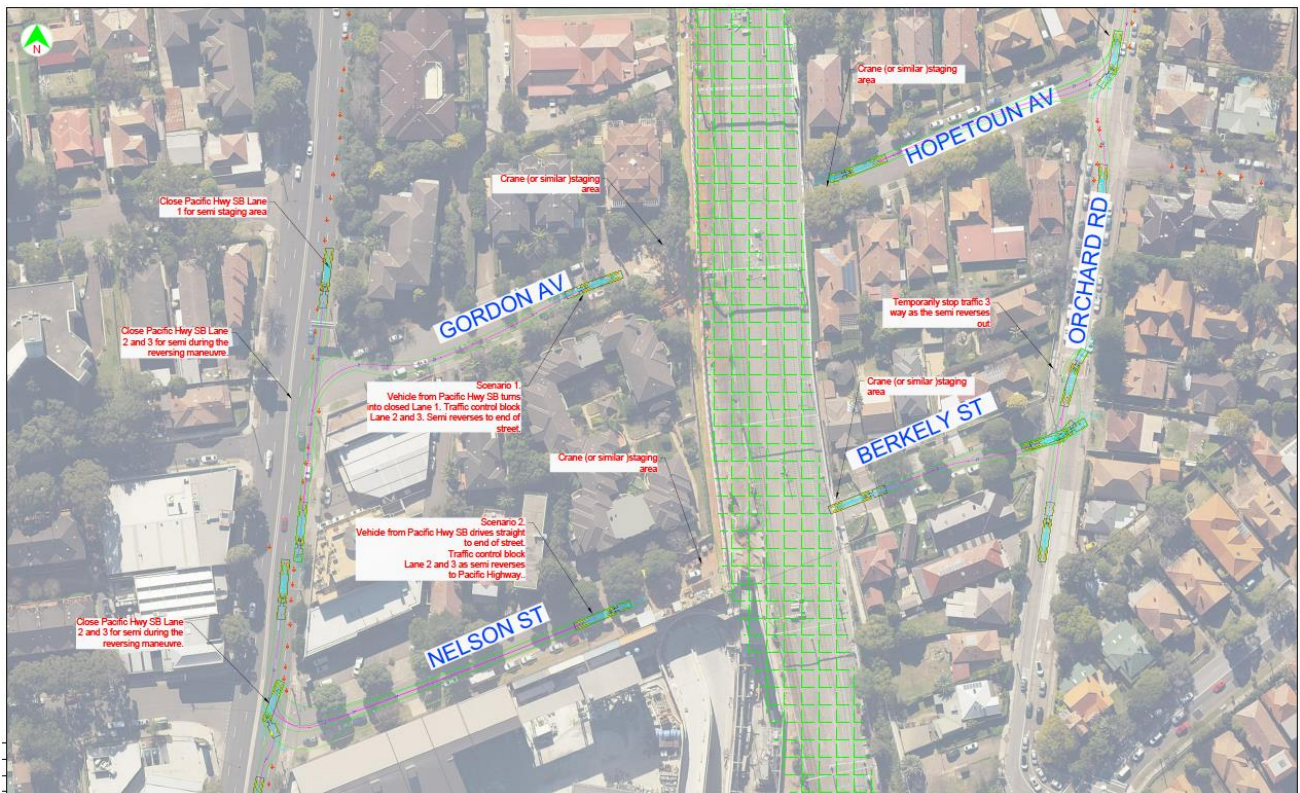 N
Crane (or similar )staging
area
HOPETOUN AV
Crane (or similar )staging
area
Close Pacific Hwy SB Lane
1 for semi staging area
ORCHARD RD
GORDON AV
Temporarily stop traffic 3
way as the semi reverses
out
Close Pacific Hwy SB Lane
2 and 3 for semi during the
reversing maneuvre.
Scenario 1.
Vehicle from Pacific Hwy SB turns
into closed Lane 1. Traffic control block
Lane 2 and 3. Semi reverses to end of
street.
Crane (or similar )staging
area
BERKELY ST
Crane (or similar )staging
area
Scenario 2.
Vehicle from Pacific Hwy SB drives straight
to end of street.
Traffic control block
Lane 2 and 3 as semi reverses
to Pacific Highway.
NELSON ST
Close Pacific Hwy SB Lane
2 and 3 for semi during the
reversing maneuvre.